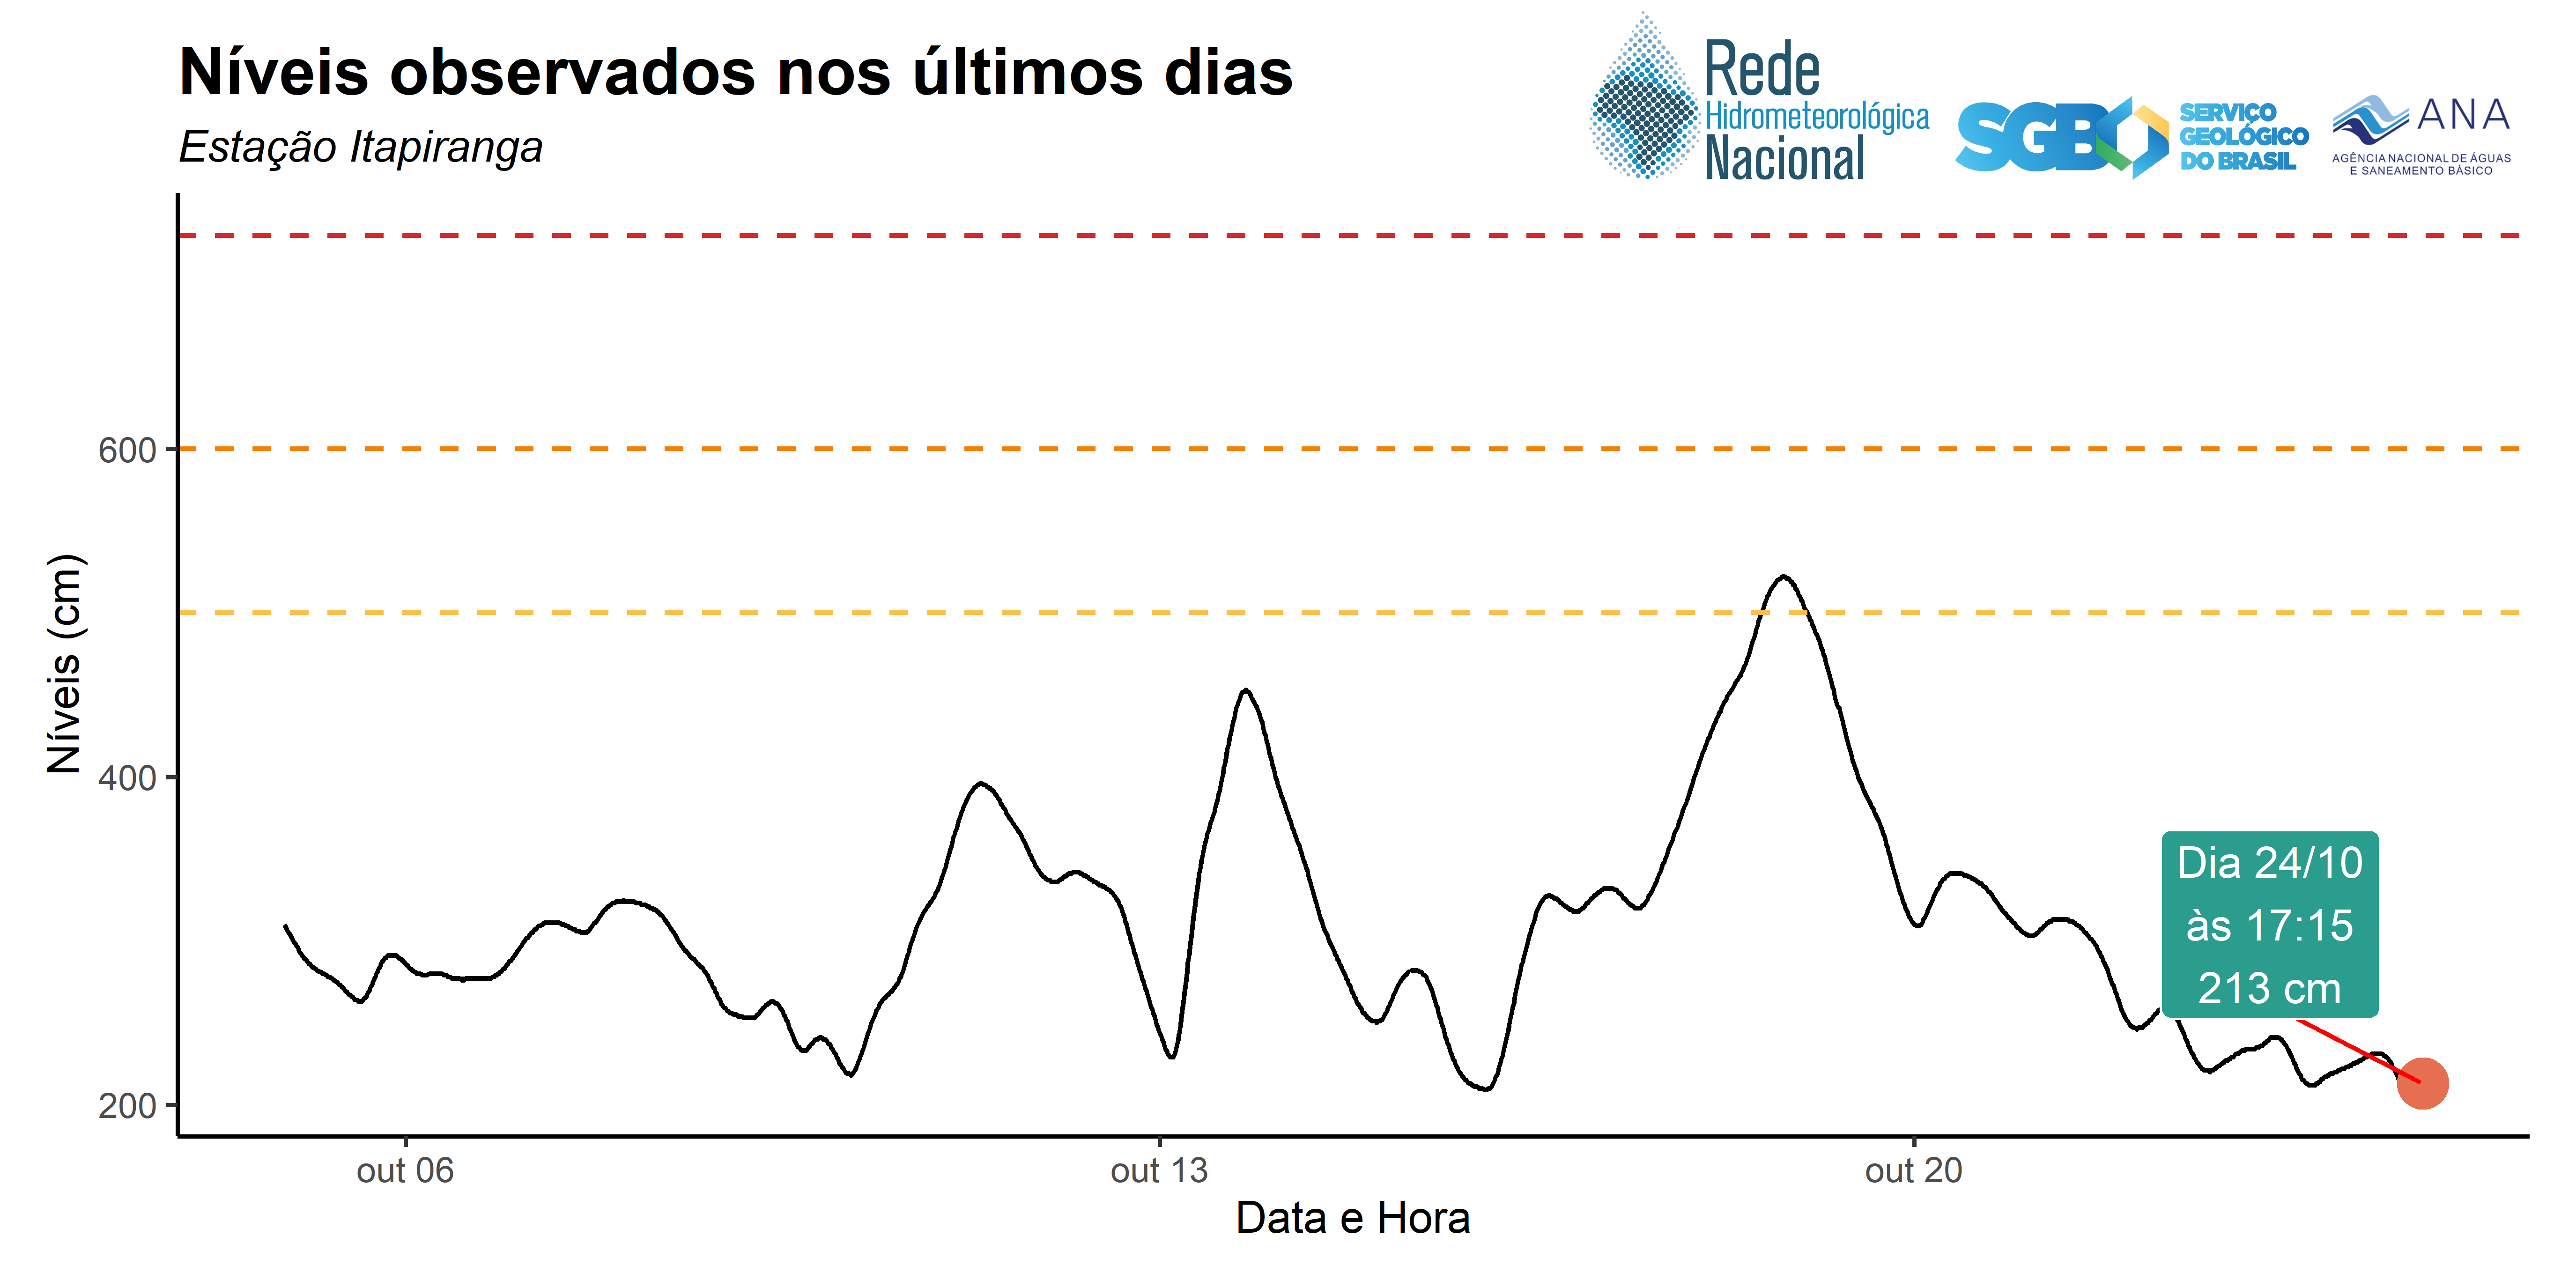 Níveis observados nos últimos dias
Estação Itapiranga
Rede
Hidrometeorológica
Nacional
SGB
SERVIÇO
GEOLÓGICO
DO BRASIL
ANA
AGÊNCIA NACIONAL DE ÁGUAS
E SANEAMENTO BÁSICO
Níveis (cm)
600
400
200
Dia 24/10
às 17:15
213 cm
out 06
out 13
out 20
Data e Hora